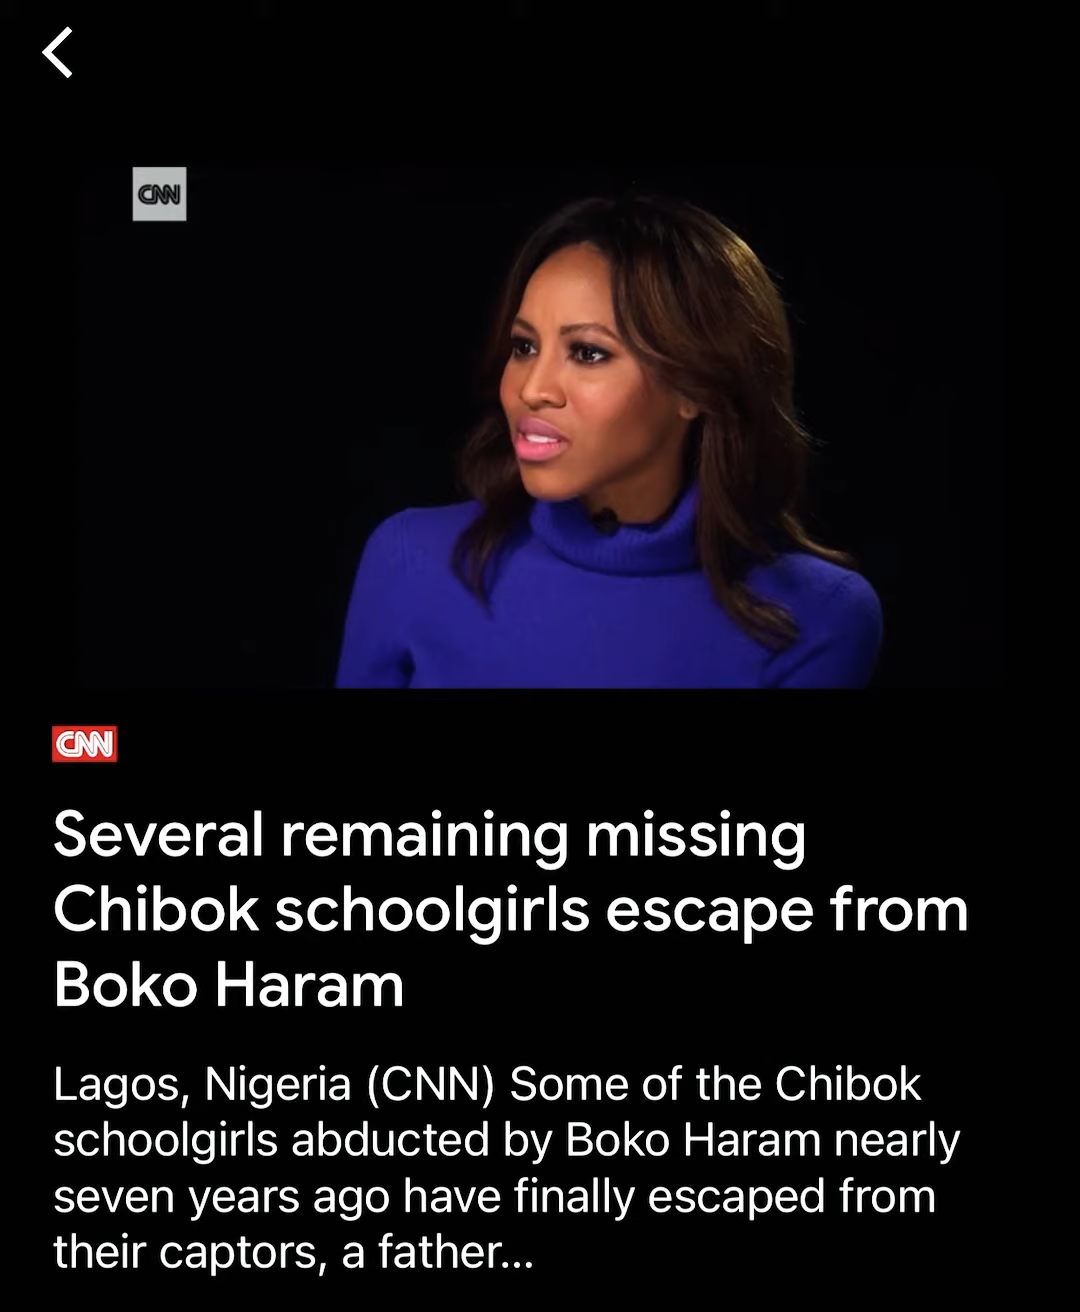 CNN
CNN
Several remaining missing
Chibok schoolgirls escape from
Boko Haram
Lagos, Nigeria (CNN) Some of the Chibok
schoolgirls abducted by Boko Haram nearly
seven years ago have finally escaped from
their captors, a father...